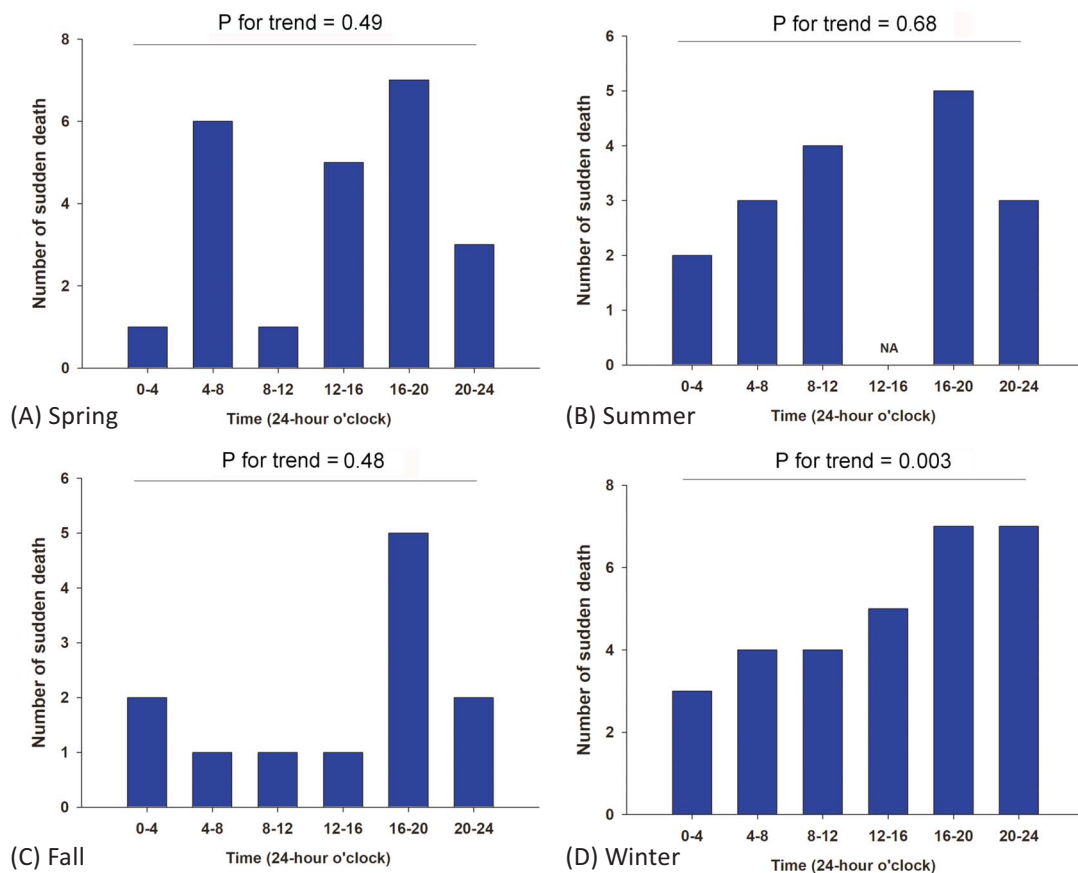 P for trend = 0.49
8
6
4
2
0
Number of sudden death
0-4 4-8 8-12 12-16 16-20 20-24
Time (24-hour o'clock)
(A) Spring
P for trend = 0.68
6
5
4
3
2
1
0
Number of sudden death
NA
0-4 4-8 8-12 12-16 16-20 20-24
Time (24-hour o'clock)
(B) Summer
P for trend = 0.48
6
5
4
3
2
1
0
Number of sudden death
0-4 4-8 8-12 12-16 16-20 20-24
Time (24-hour o'clock)
(C) Fall
P for trend = 0.003
8
6
4
2
0
Number of sudden death
0-4 4-8 8-12 12-16 16-20 20-24
Time (24-hour o'clock)
(D) Winter